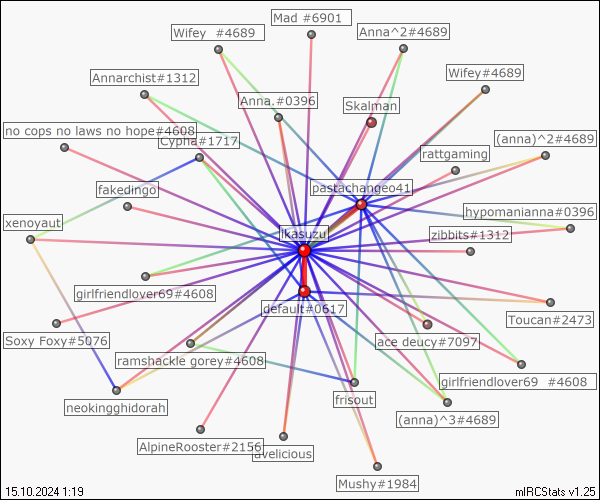 Mad #6901
Wifey  #4689
Anna^2#4689
Annarchist#1312
Wifey#4689
Anna.#0396
Skalman
no cops no laws no hope#4608
Cypha#1717
(anna)^2#4689
rattgaming
fakedingo
pastachangeo41
xenoyaut
hypomanianna#0396
ikasuzu
zibbits#1312
girlfriendlover69#4608
default#0617
Toucan#2473
Soxy Foxy#5076
ace deucy#7097
ramshackle gorey#4608
girlfriendlover69  #4608
neokingghidorah
frisout
(anna)^3#4689
AlpineRooster#2156
avelicious
Mushy#1984
15.10.2024 1:19
mIRCStats v1.25